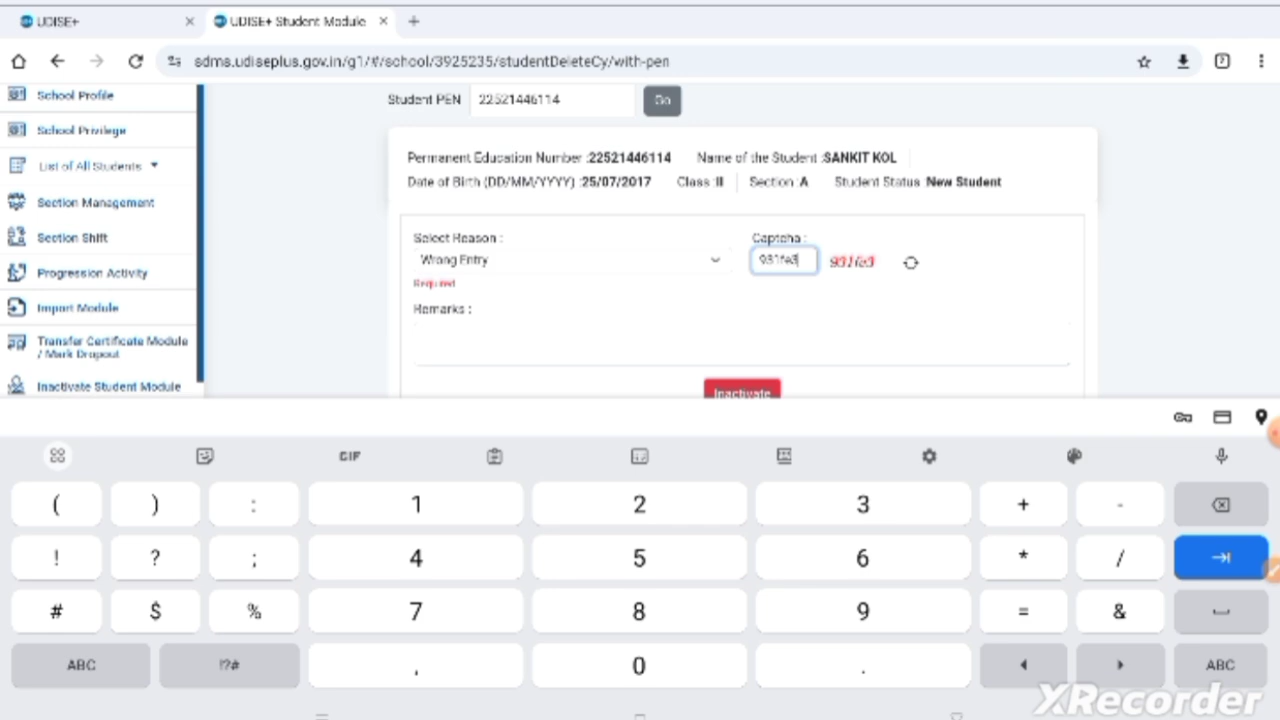 UDISE+
UDISE+ Student Module
sdms.udiseplus.gov.in/g1/#/school/3925235/studentDeleteCy/with-pen
School Profile
School Privilege
List of All Students
Section Management
Section Shift
Progression Activity
Import Module
Transfer Certificate Module
/ Mark Dropout
Inactivate Student Module
Student PEN 22521446114 Go
Permanent Education Number :22521446114 Name of the Student :SANKIT KOL
Date of Birth (DD/MM/YYYY) :25/07/2017 Class :II Section :A Student Status :New Student
Select Reason : Captcha :
Wrong Entry 931fe3 931fe3
Required
Remarks :
Inactivate
GIF
( ) : 1 2 3 + -
! ? ; 4 5 6 * /
# $ % 7 8 9 = &
ABC !?# , 0 . ABC
XRecorder